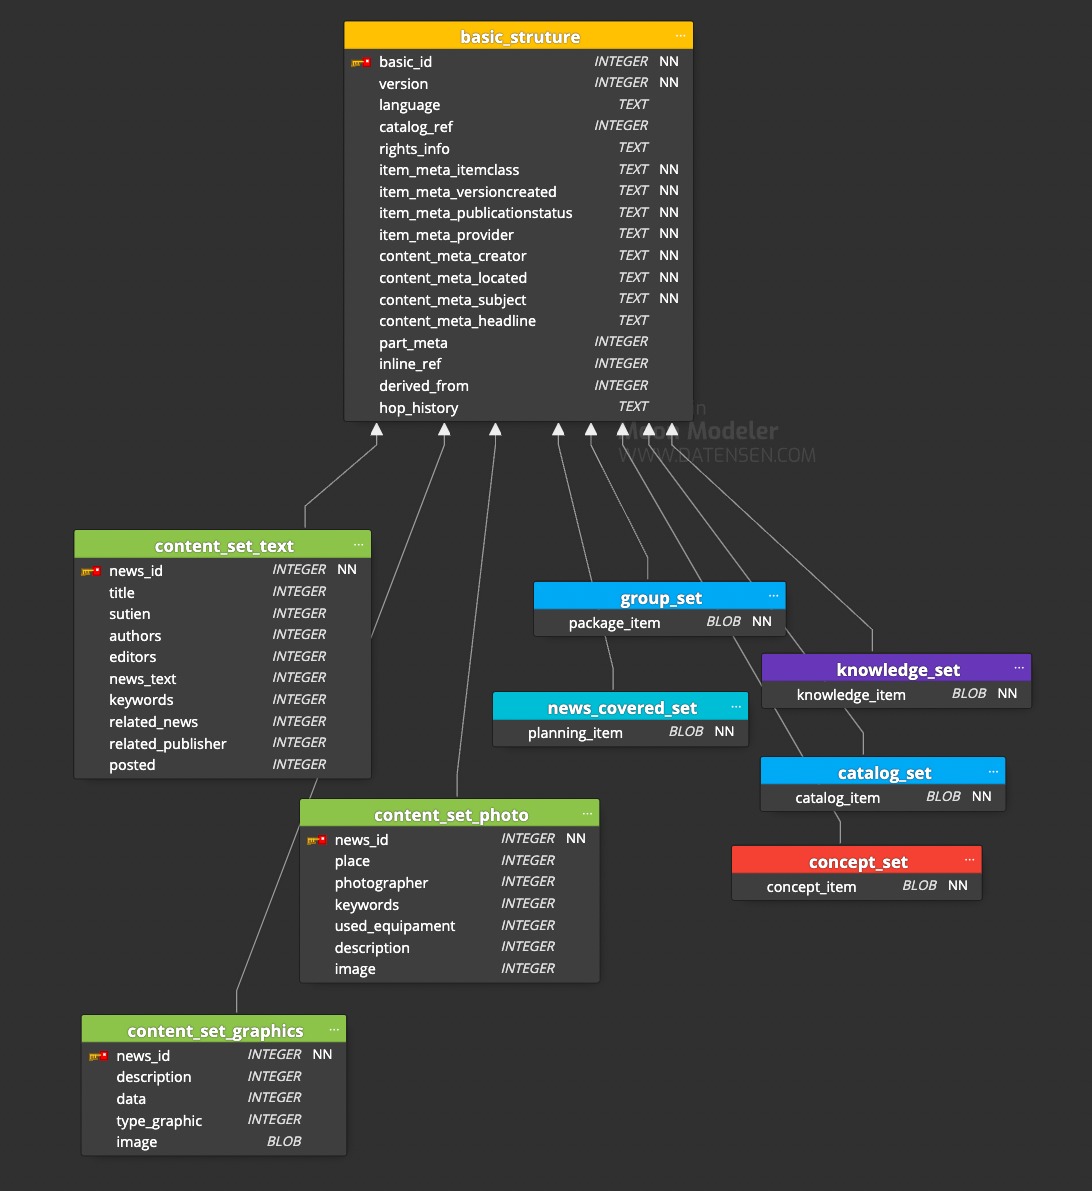 basic_struture ...
basic_id INTEGER NN
version INTEGER NN
language TEXT
catalog_ref INTEGER
rights_info TEXT
item_meta_itemclass TEXT NN
item_meta_versioncreated TEXT NN
item_meta_publicationstatus TEXT NN
item_meta_provider TEXT NN
content_meta_creator TEXT NN
content_meta_located TEXT NN
content_meta_subject TEXT NN
content_meta_headline TEXT
part_meta INTEGER
inline_ref INTEGER
derived_from INTEGER
hop_history TEXT
in
Moon Modeler
WWW.DATENSEN.COM
content_set_text ...
news_id INTEGER NN
title INTEGER
sutien INTEGER
authors INTEGER
editors INTEGER
news_text INTEGER
keywords INTEGER
related_news INTEGER
related_publisher INTEGER
posted INTEGER
group_set ...
package_item BLOB NN
knowledge_set ...
knowledge_item BLOB NN
news_covered_set ...
planning_item BLOB NN
catalog_set ...
catalog_item BLOB NN
content_set_photo ...
news_id INTEGER NN
place INTEGER
photographer INTEGER
keywords INTEGER
used_equipament INTEGER
description INTEGER
image INTEGER
concept_set ...
concept_item BLOB NN
content_set_graphics ...
news_id INTEGER NN
description INTEGER
data INTEGER
type_graphic INTEGER
image BLOB